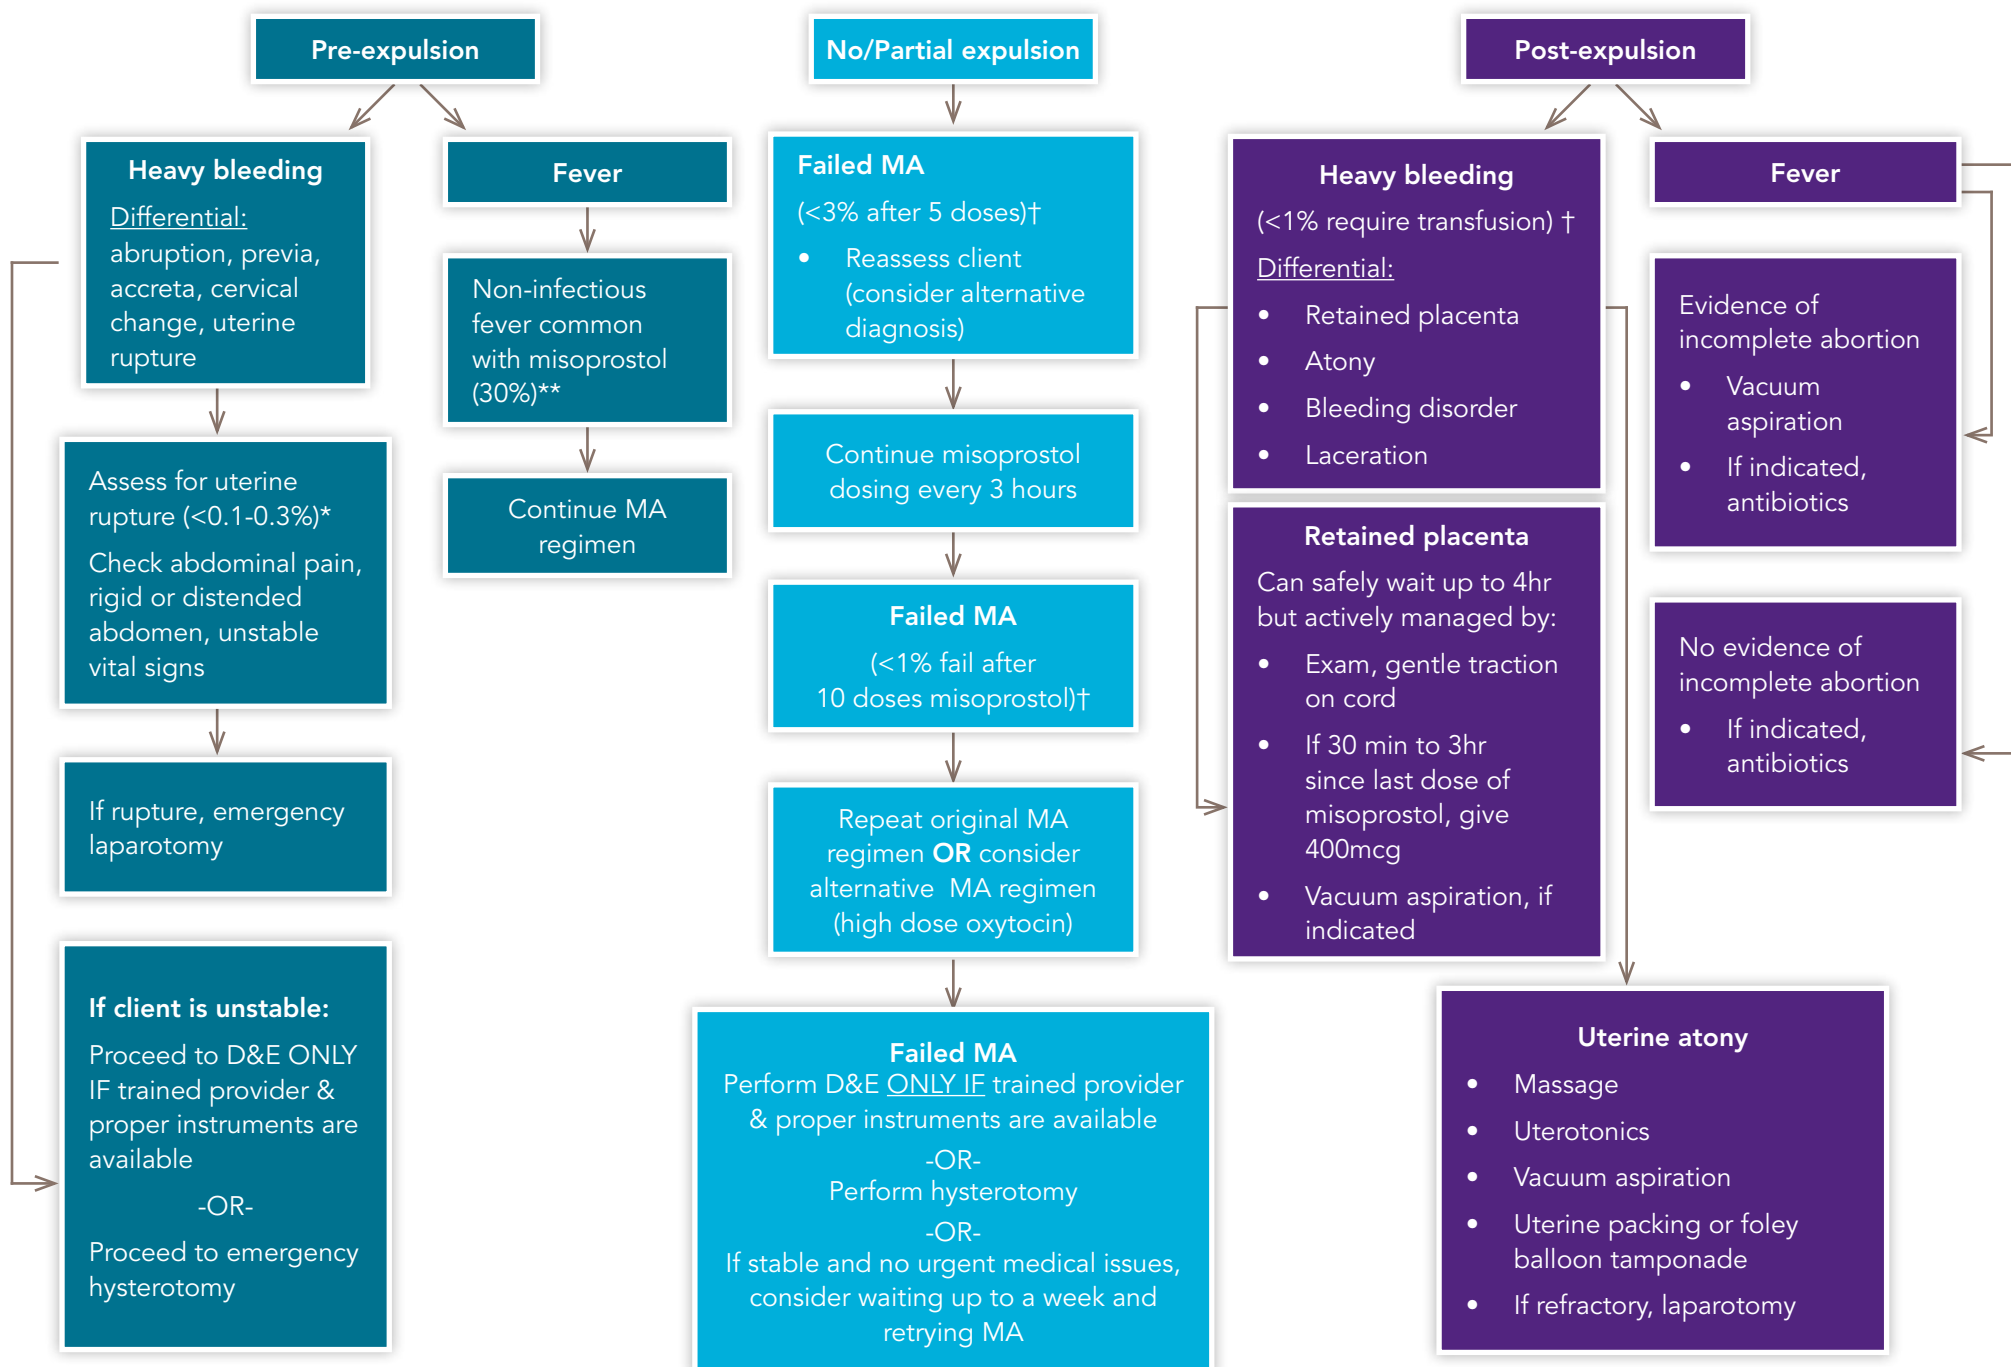 Pre-expulsion
Heavy bleeding
Differential:
abruption, previa,
accreta, cervical
change, uterine
rupture
Assess for uterine
rupture (<0.1-0.3%)*
Check abdominal pain,
rigid or distended
abdomen, unstable
vital signs
If rupture, emergency
laparotomy
If client is unstable:
Proceed to D&E ONLY
IF trained provider &
proper instruments are
available
-OR-
Proceed to emergency
hysterotomy
Fever
Non-infectious
fever common
with misoprostol
(30%)**
Continue MA
regimen
No/Partial expulsion
Failed MA
(<3% after 5 doses)†
• Reassess client
(consider alternative
diagnosis)
Continue misoprostol
dosing every 3 hours
Failed MA
(<1% fail after
10 doses misoprostol)†
Repeat original MA
regimen OR consider
alternative MA regimen
(high dose oxytocin)
Failed MA
Perform D&E ONLY IF trained provider
& proper instruments are available
-OR-
Perform hysterotomy
-OR-
If stable and no urgent medical issues,
consider waiting up to a week and
retrying MA
Post-expulsion
Heavy bleeding
(<1% require transfusion) †
Differential:
• Retained placenta
• Atony
• Bleeding disorder
• Laceration
Retained placenta
Can safely wait up to 4hr
but actively managed by:
• Exam, gentle traction
on cord
• If 30 min to 3hr
since last dose of
misoprostol, give
400mcg
• Vacuum aspiration, if
indicated
Uterine atony
• Massage
• Uterotonics
• Vacuum aspiration
• Uterine packing or foley
balloon tamponade
• If refractory, laparotomy
Fever
Evidence of
incomplete abortion
• Vacuum
aspiration
• If indicated,
antibiotics
No evidence of
incomplete abortion
• If indicated,
antibiotics